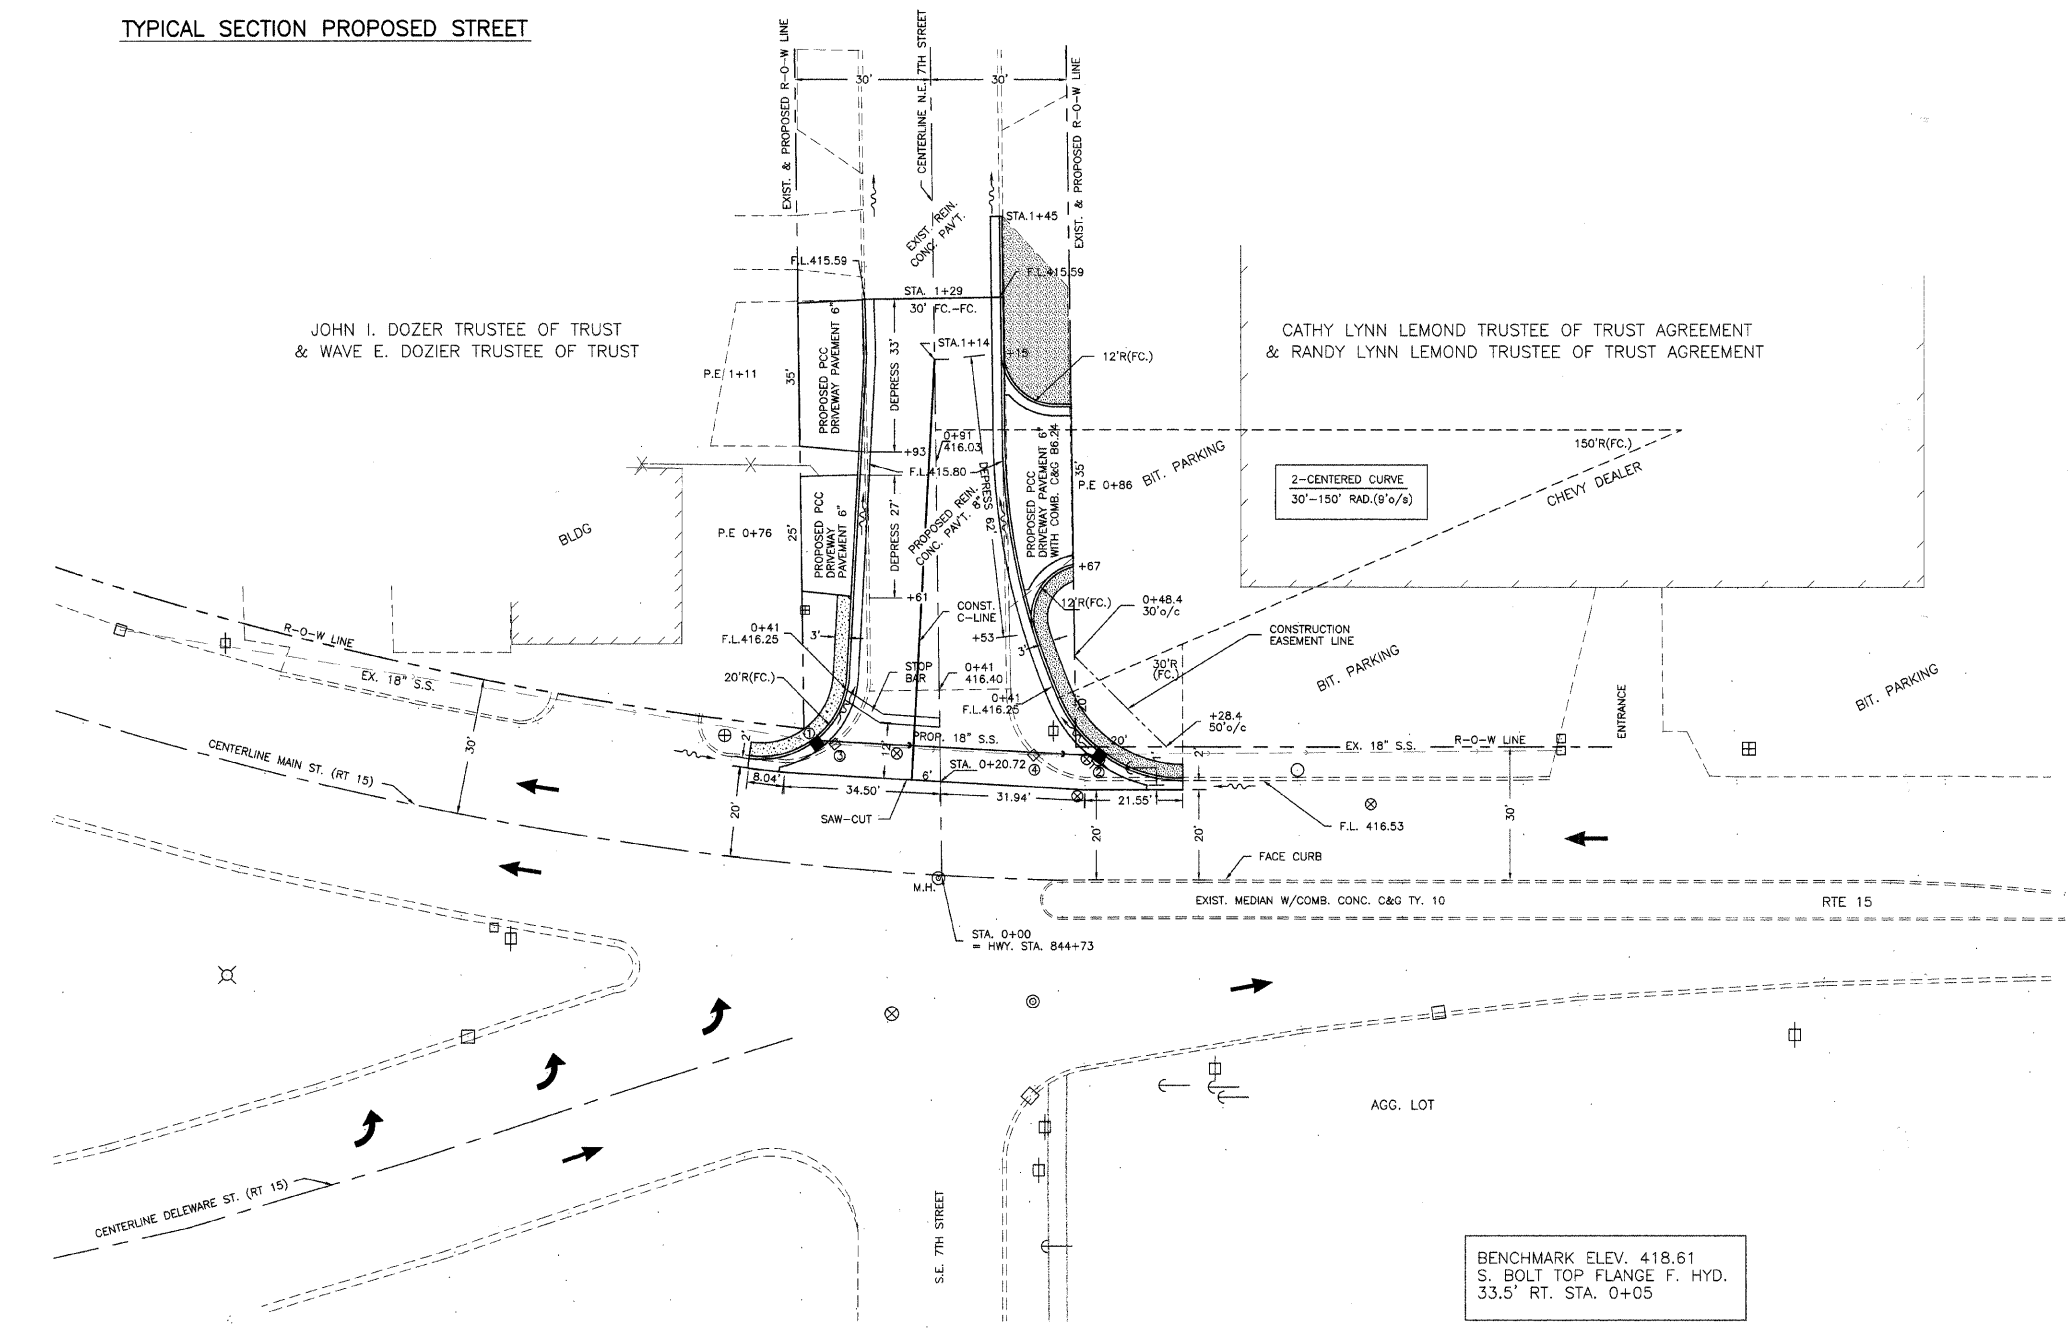 TYPICAL SECTION PROPOSED STREET
EXIST. & PROPOSED R-O-W LINE
CENTERLINE N.E. 7TH STREET
EXIST. & PROPOSED R-O-W LINE
30'
30'
EXIST. REIN.
CONC. PAV'T.
STA.1+45
F.L.415.59
F.L.415.59
STA. 1+29
30' FC.-FC.
STA.1+14
+15
12'R(FC.)
JOHN I. DOZER TRUSTEE OF TRUST
& WAVE E. DOZIER TRUSTEE OF TRUST
CATHY LYNN LEMOND TRUSTEE OF TRUST AGREEMENT
& RANDY LYNN LEMOND TRUSTEE OF TRUST AGREEMENT
P.E 1+11
35'
PROPOSED PCC
DRIVEWAY PAVEMENT 6"
DEPRESS 33'
+93
0+91
416.03
F.L.415.80
DEPRESS 62'
PROPOSED REIN.
CONC. PAV'T. 8"
PROPOSED PCC
DRIVEWAY PAVEMENT 6"
WITH COMB. C&G B6.24
35'
P.E 0+86
BIT. PARKING
150'R(FC.)
CHEVY DEALER
2-CENTERED CURVE
30'-150' RAD.(9'o/s)
BLDG
P.E 0+76
25'
PROPOSED PCC
DRIVEWAY
PAVEMENT 6"
DEPRESS 27'
+61
+67
12'R(FC.)
0+48.4
30'o/c
CONST.
C-LINE
0+41
F.L.416.25
3'
+53
3'
CONSTRUCTION
EASEMENT LINE
R-O-W LINE
EX. 18" S.S.
20'R(FC.)
STOP
BAR
0+41
416.40
0+41
F.L.416.25
30'R
(FC.)
20'
BIT. PARKING
BIT. PARKING
ENTRANCE
+28.4
50'o/c
CENTERLINE MAIN ST. (RT 15)
30'
2'
1
3
12'
PROP. 18" S.S.
4
2
20'
2'
EX. 18" S.S.
R-O-W LINE
STA. 0+20.72
6'
8.04'
34.50'
31.94'
21.55'
20'
SAW-CUT
20'
20'
F.L. 416.53
30'
FACE CURB
M.H.
EXIST. MEDIAN W/COMB. CONC. C&G TY. 10
RTE 15
STA. 0+00
= HWY. STA. 844+73
AGG. LOT
CENTERLINE DELEWARE ST. (RT 15)
S.E. 7TH STREET
BENCHMARK ELEV. 418.61
S. BOLT TOP FLANGE F. HYD.
33.5' RT. STA. 0+05